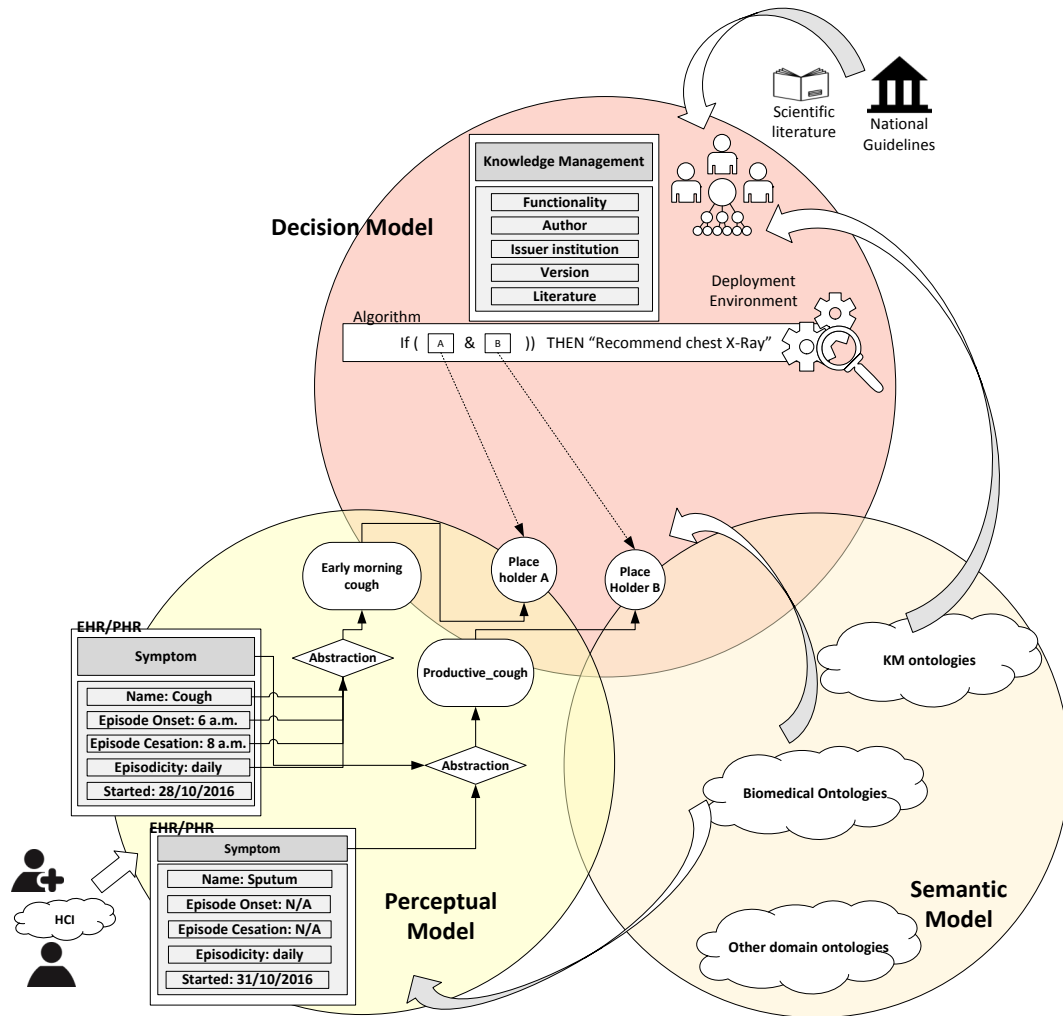 Scientific
literature
National
Guidelines
Knowledge Management
Functionality
Author
Issuer institution
Version
Literature
Decision Model
Deployment
Environment
Algorithm
If ( A & B )) THEN “Recommend chest X-Ray”
Early morning
cough
Place
holder A
Place
Holder B
EHR/PHR
Symptom
Name: Cough
Episode Onset: 6 a.m.
Episode Cesation: 8 a.m.
Episodicity: daily
Started: 28/10/2016
Abstraction
Productive_cough
Abstraction
KM ontologies
Biomedical Ontologies
Other domain ontologies
EHR/PHR
Symptom
Name: Sputum
Episode Onset: N/A
Episode Cesation: N/A
Episodicity: daily
Started: 31/10/2016
HCI
Perceptual
Model
Semantic
Model